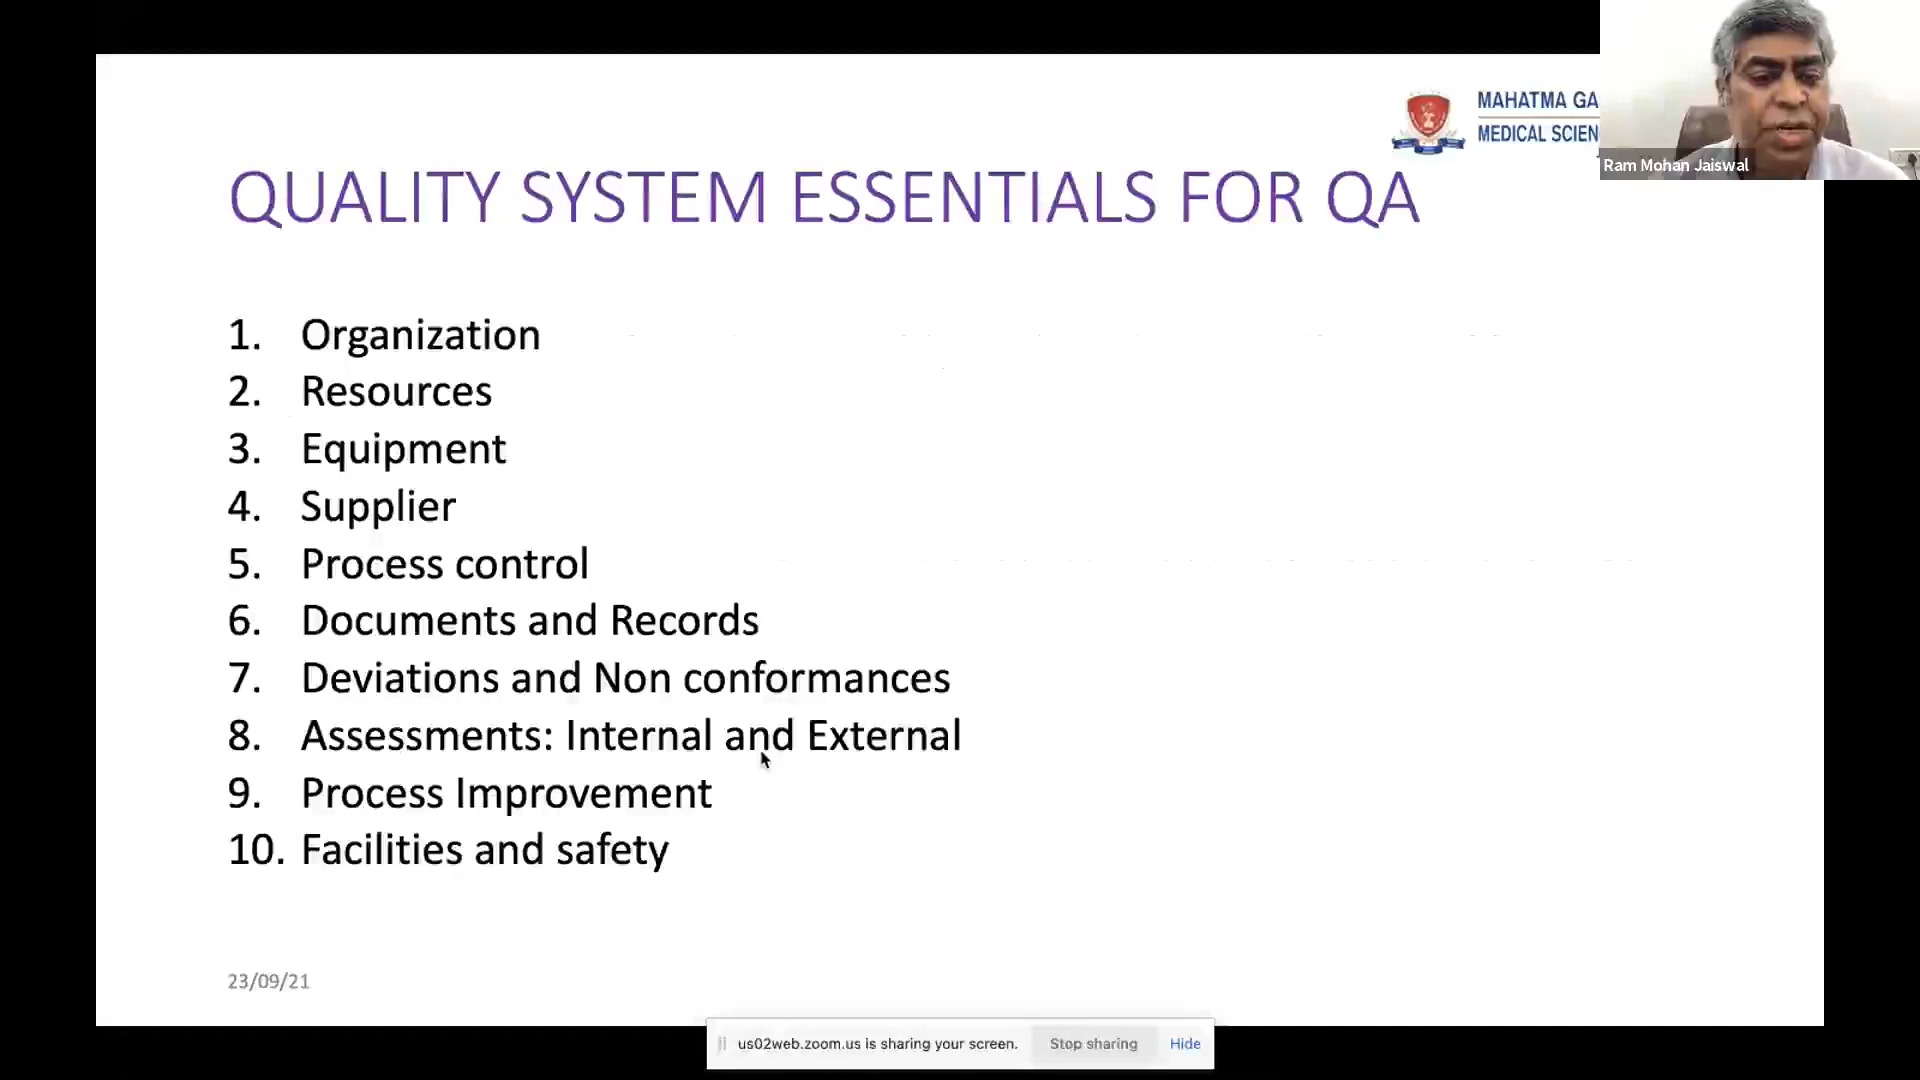 MAHATMA GA
MEDICAL SCIEN
Ram Mohan Jaiswal
QUALITY SYSTEM ESSENTIALS FOR QA
1. Organization
2. Resources
3. Equipment
4. Supplier
5. Process control
6. Documents and Records
7. Deviations and Non conformances
8. Assessments: Internal and External
9. Process Improvement
10. Facilities and safety
23/09/21
us02web.zoom.us is sharing your screen. Stop sharing Hide